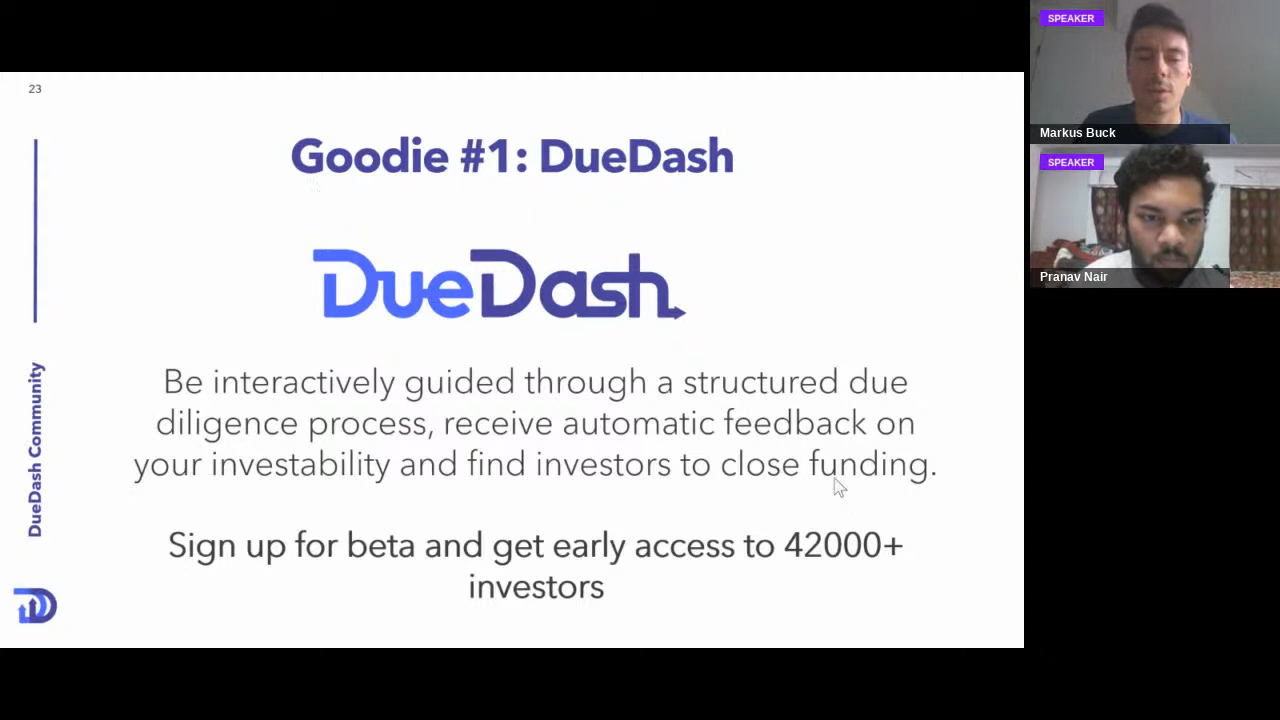 23
Goodie #1: DueDash
DueDash
Be interactively guided through a structured due
diligence process, receive automatic feedback on
your investability and find investors to close funding.
Sign up for beta and get early access to 42000+
investors
DueDash Community
SPEAKER
Markus Buck
SPEAKER
Pranav Nair